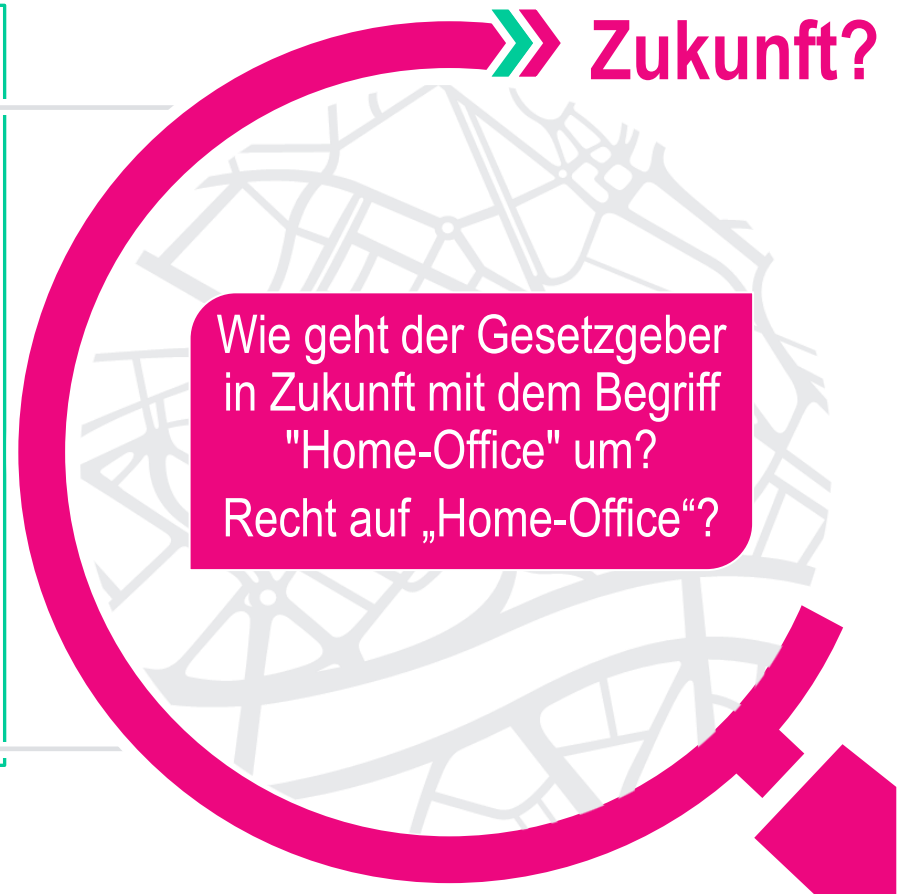 Zukunft?
Wie geht der Gesetzgeber
in Zukunft mit dem Begriff
"Home-Office" um?
Recht auf „Home-Office“?